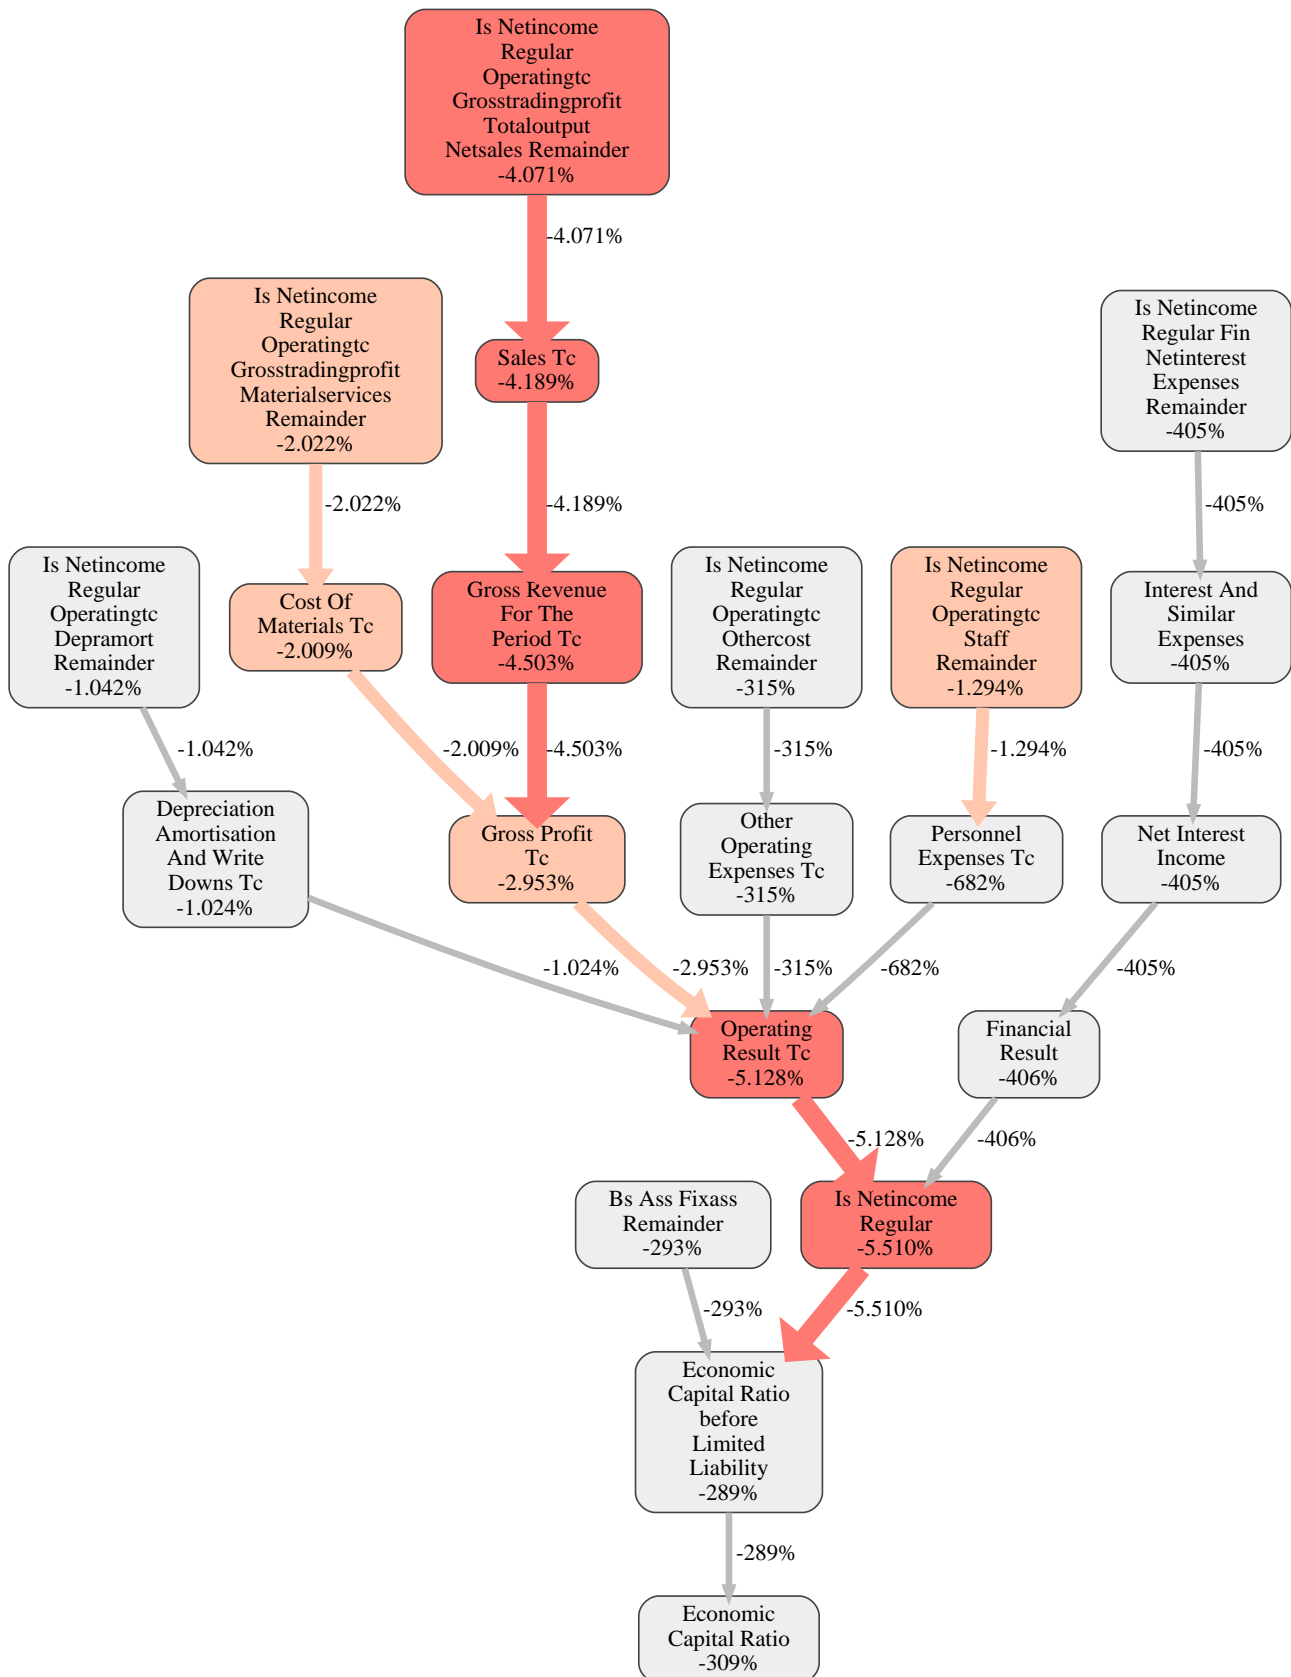 Is Netincome
Regular
Operatingtc
Grosstradingprofit
Totaloutput
Netsales Remainder
-4.071%
-4.071%
Is Netincome
Regular
Operatingtc
Grosstradingprofit
Materialservices
Remainder
-2.022%
Is Netincome
Regular Fin
Netinterest
Expenses
Remainder
-405%
Sales Tc
-4.189%
-2.022%
-4.189%
-405%
Is Netincome
Regular
Operatingtc
Depramort
Remainder
-1.042%
Cost Of
Materials Tc
-2.009%
Gross Revenue
For The
Period Tc
-4.503%
Is Netincome
Regular
Operatingtc
Othercost
Remainder
-315%
Is Netincome
Regular
Operatingtc
Staff
Remainder
-1.294%
Interest And
Similar
Expenses
-405%
-1.042%
-2.009%
-4.503%
-315%
-1.294%
-405%
Depreciation
Amortisation
And Write
Downs Tc
-1.024%
Gross Profit
Tc
-2.953%
Other
Operating
Expenses Tc
-315%
Personnel
Expenses Tc
-682%
Net Interest
Income
-405%
-1.024%
-2.953%
-315%
-682%
-405%
Operating
Result Tc
-5.128%
Financial
Result
-406%
-5.128%
-406%
Bs Ass Fixass
Remainder
-293%
Is Netincome
Regular
-5.510%
-293%
-5.510%
Economic
Capital Ratio
before
Limited
Liability
-289%
-289%
Economic
Capital Ratio
-309%